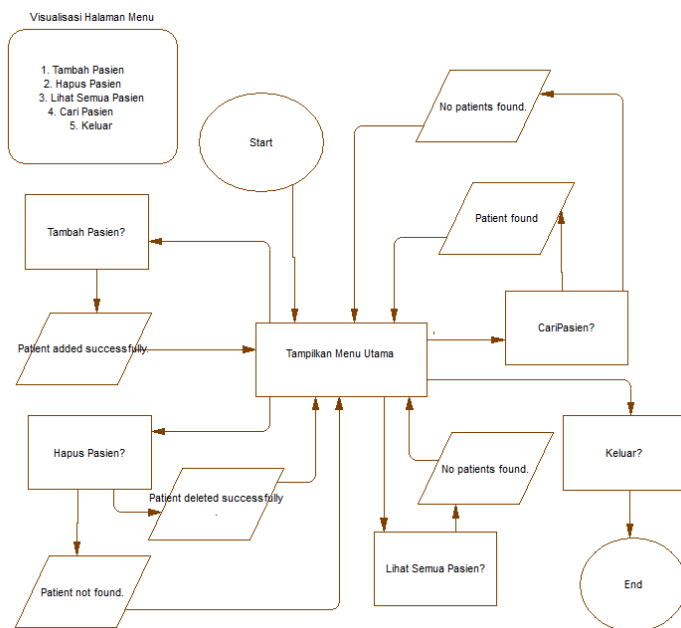 Visualisasi Halaman Menu
1. Tambah Pasien
2. Hapus Pasien
3. Lihat Semua Pasien
4. Cari Pasien
5. Keluar
Start
No patients found.
Patient found
Tambah Pasien?
CariPasien?
Patient added successfully.
Tampilkan Menu Utama
,
Hapus Pasien?
Patient deleted successfully
.
No patients found.
Keluar?
Lihat Semua Pasien?
Patient not found.
End